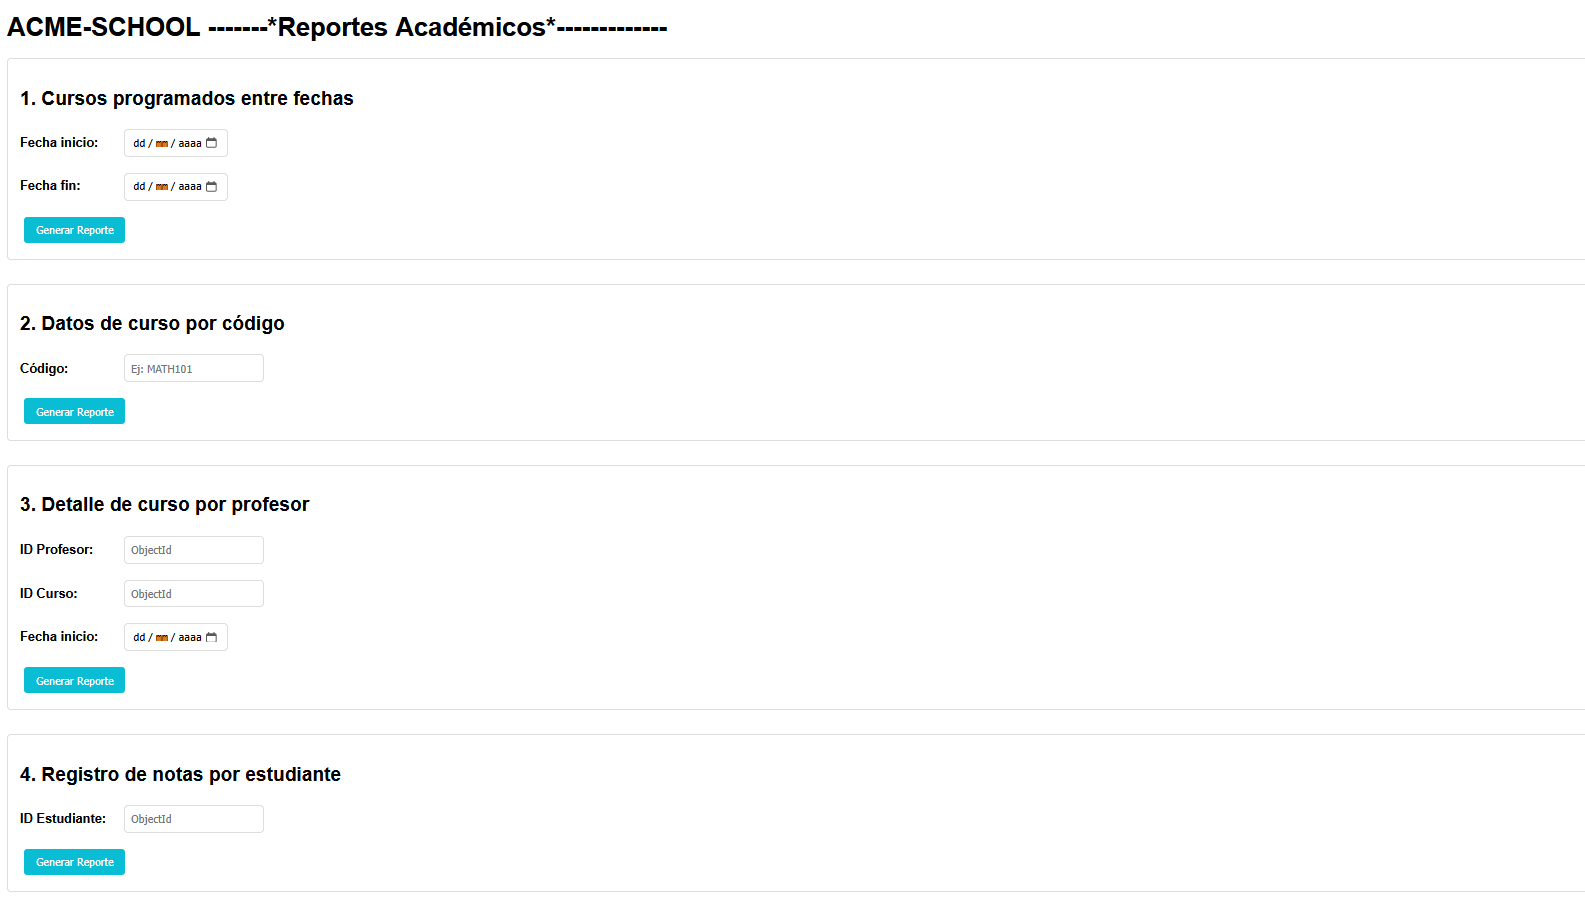 ACME-SCHOOL -------*Reportes Académicos*-------------
1. Cursos programados entre fechas
Fecha inicio: dd / mm / aaaa
Fecha fin: dd / mm / aaaa
Generar Reporte
2. Datos de curso por código
Código: Ej: MATH101
Generar Reporte
3. Detalle de curso por profesor
ID Profesor: ObjectId
ID Curso: ObjectId
Fecha inicio: dd / mm / aaaa
Generar Reporte
4. Registro de notas por estudiante
ID Estudiante: ObjectId
Generar Reporte